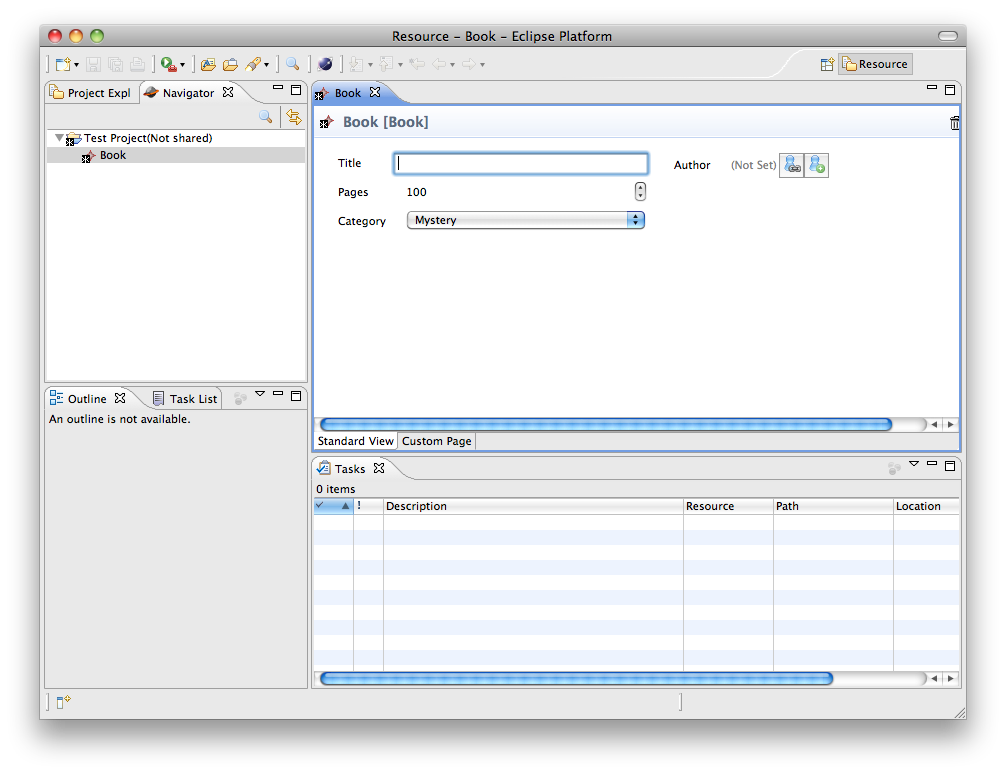 Resource – Book – Eclipse Platform
Resource
Project Expl
Navigator
Test Project(Not shared)
Book
Book
Book [Book]
Title
Author
(Not Set)
Pages
100
Category
Mystery
Standard View
Custom Page
Outline
Task List
An outline is not available.
Tasks
0 items
!
Description
Resource
Path
Location